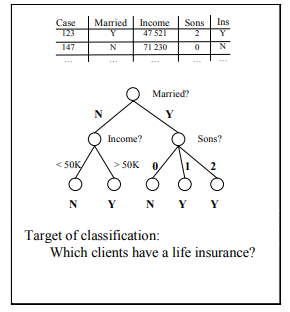 Case Married Income Sons Ins
123 Y 47 521 2 Y
147 N 71 230 0 N
... ... ... ... ...
Married?
N Y
Income? Sons?
< 50K > 50K 0 1 2
N Y N Y Y
Target of classification:
Which clients have a life insurance?